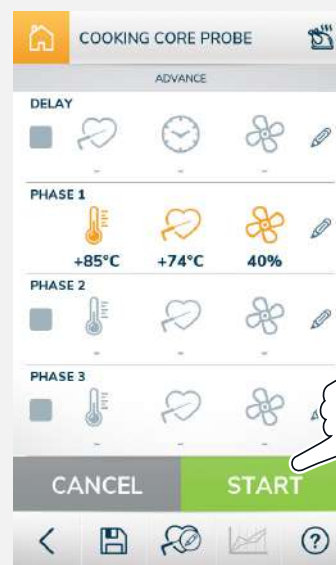 COOKING CORE PROBE
ADVANCE
DELAY
- - -
PHASE 1
+85°C +74°C 40%
PHASE 2
- - -
PHASE 3
- - -
CANCEL START
?